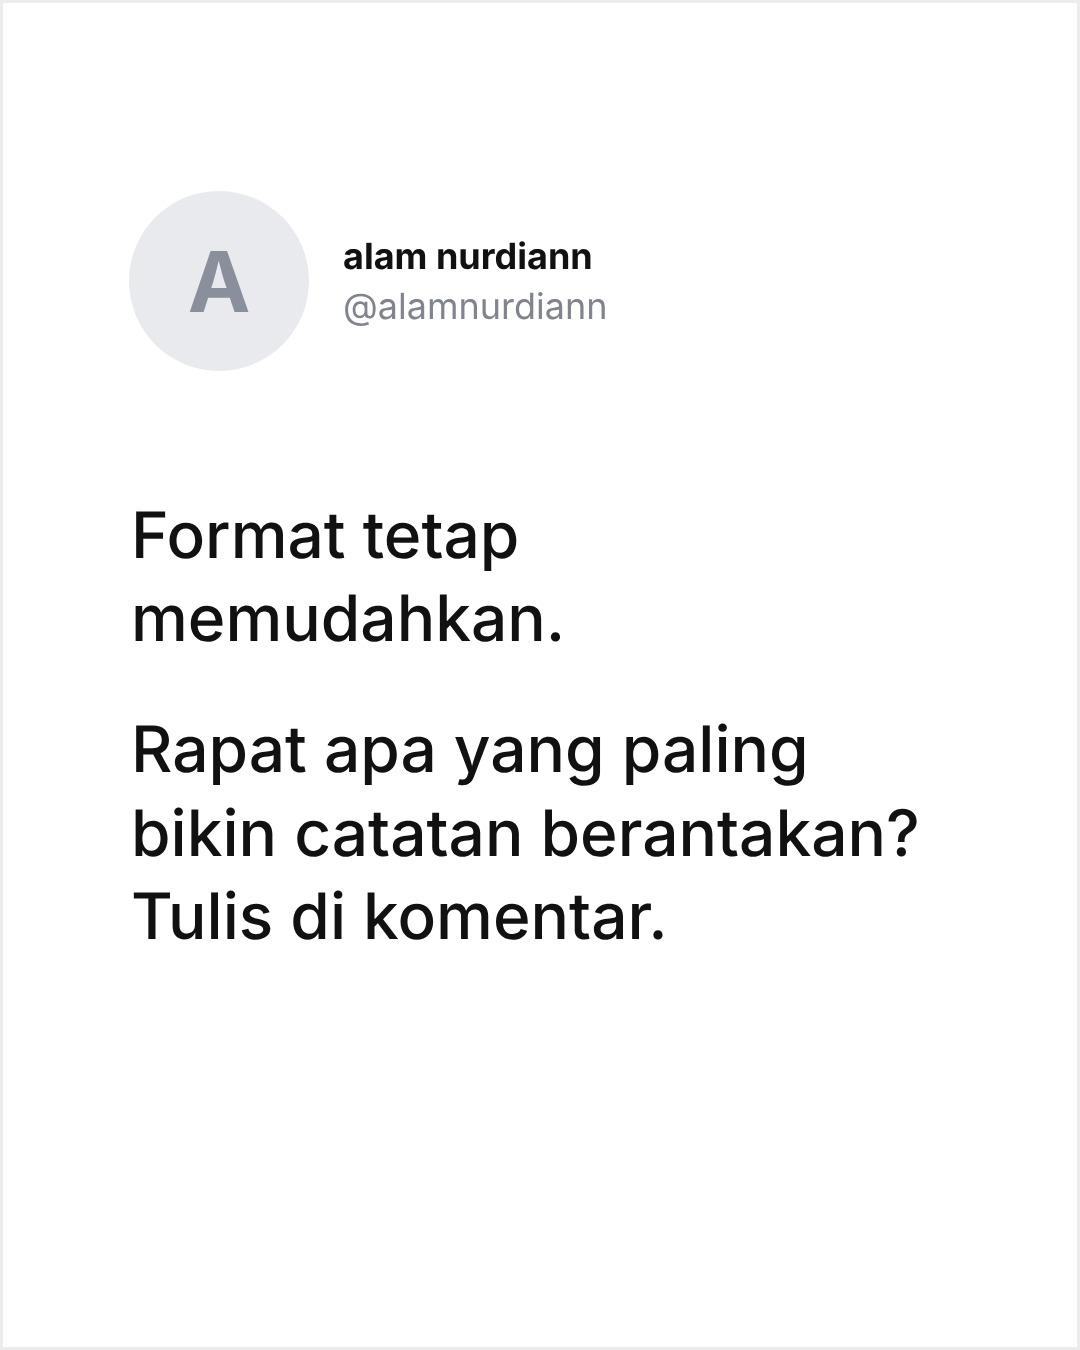 A
alam nurdiann
@alamnurdiann
Format tetap
memudahkan.
Rapat apa yang paling
bikin catatan berantakan?
Tulis di komentar.